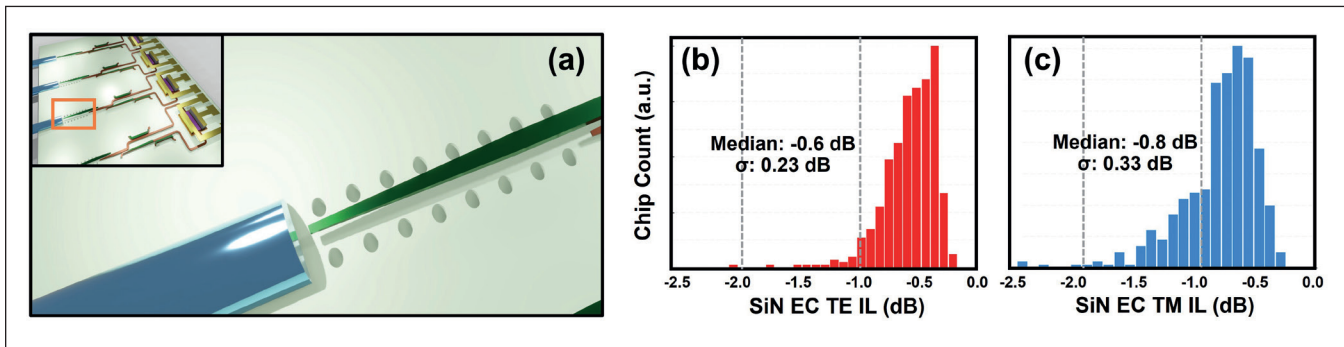 (a)
(b)
Median: -0.6 dB
σ: 0.23 dB
Chip Count (a.u.)
-2.5 -2.0 -1.5 -1.0 -0.5 0.0
SiN EC TE IL (dB)
(c)
Median: -0.8 dB
σ: 0.33 dB
-2.5 -2.0 -1.5 -1.0 -0.5 0.0
SiN EC TM IL (dB)